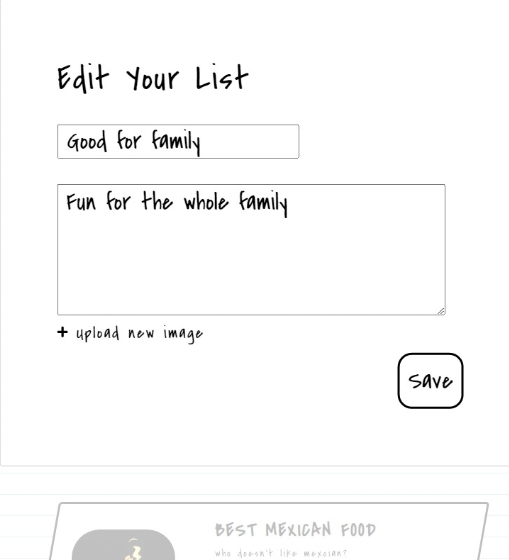 Edit Your List
Good for family
Fun for the whole family
+ upload new image
Save
BEST MEXICAN FOOD
who doesn't like mexcian?